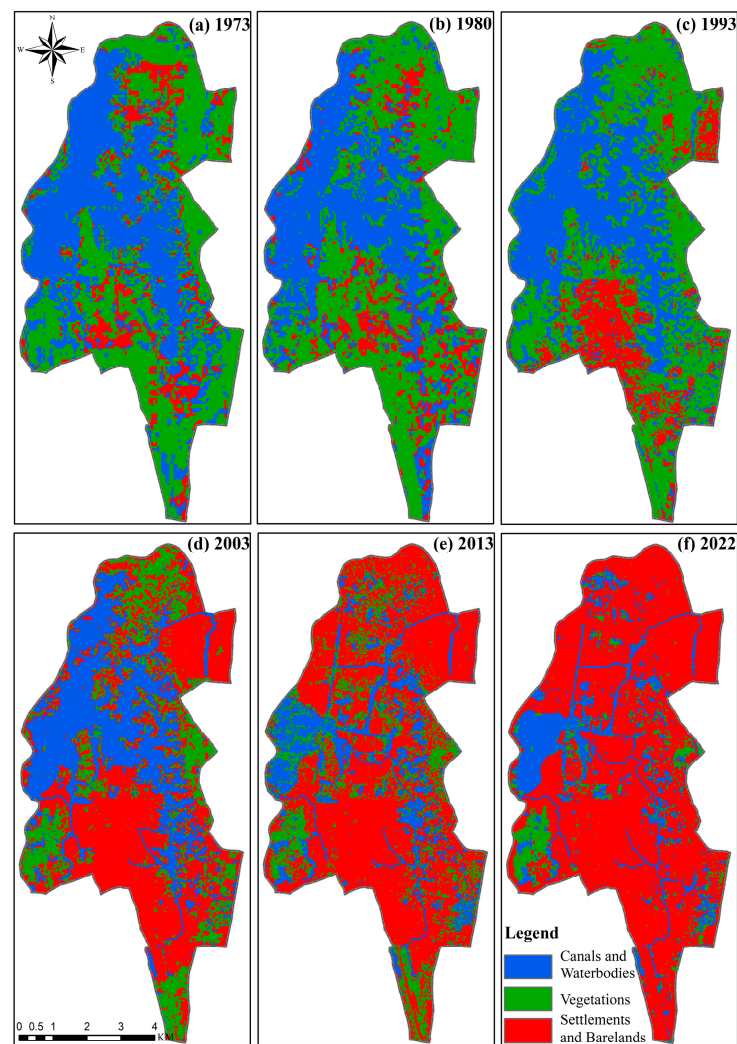 (a) 1973
N
W E
S
(b) 1980
(c) 1993
(d) 2003
(e) 2013
(f) 2022
0 0.5 1 2 3 4
KM
Legend
Canals and
Waterbodies
Vegetations
Settlements
and Barelands